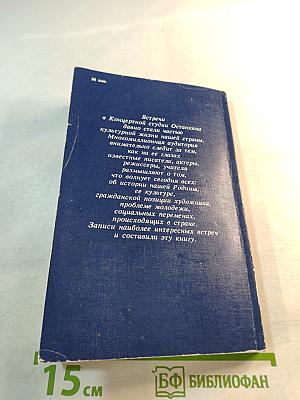 Встречи
в Концертной студии Останкина
давно стали частью
культурной жизни нашей страны.
Многомиллионная аудитория
внимательно следит за тем,
как на ее глазах
известные писатели, актеры,
режиссеры, учителя
размышляют о том,
что волнует сегодня всех:
об истории нашей Родины,
ее культуре,
гражданской позиции художника,
проблеме молодежи,
социальных переменах,
происходящих в стране.
Записи наиболее интересных встреч
и составили эту книгу.
15 см
БФ БИБЛИОФАН